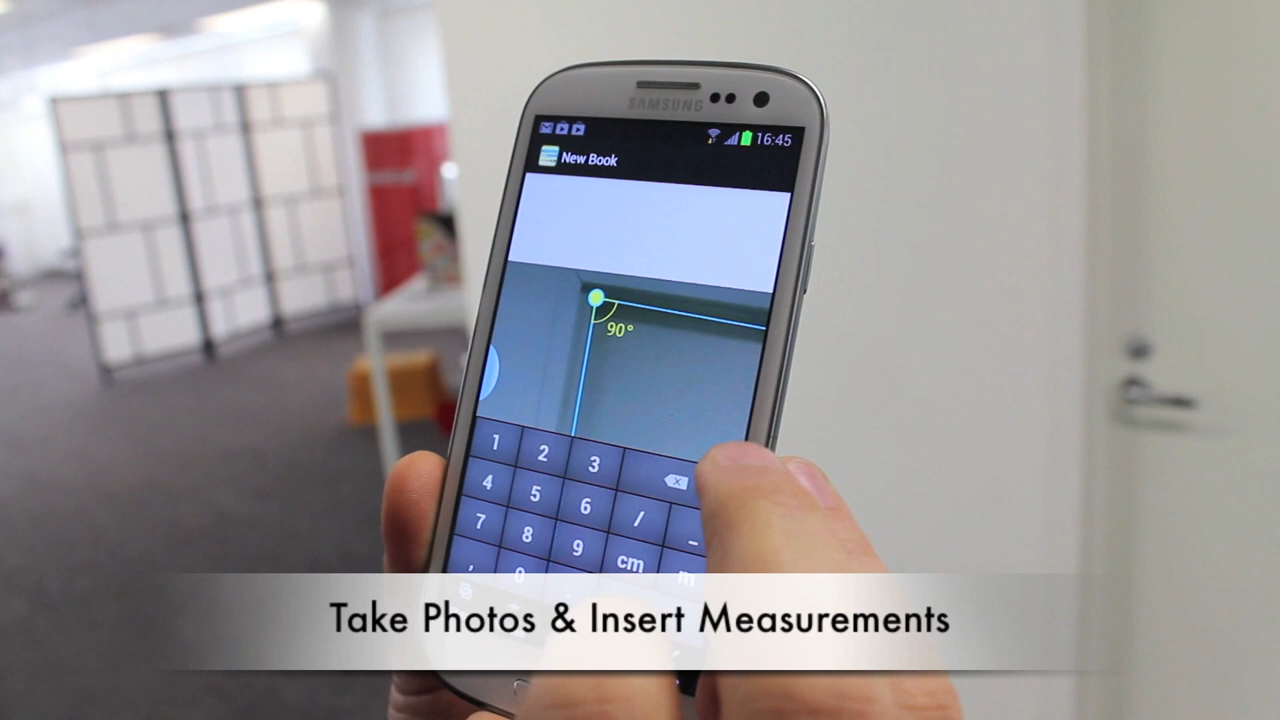 SAMSUNG
16:45
New Book
90°
1 2 3
4 5 6 /
7 8 9 cm m
, 0
Take Photos & Insert Measurements